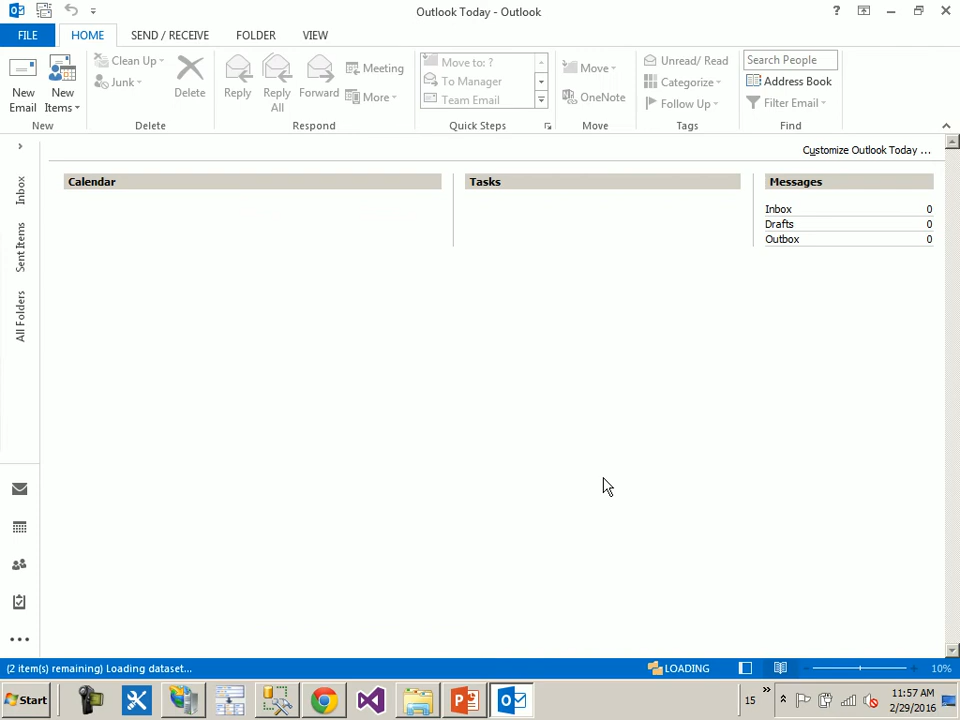 Outlook Today - Outlook
?
FILE
HOME
SEND / RECEIVE
FOLDER
VIEW
New Email
New Items
New
Clean Up
Junk
Delete
Delete
Reply
Reply All
Forward
Meeting
More
Respond
Move to: ?
To Manager
Team Email
Quick Steps
Move
OneNote
Move
Unread/ Read
Categorize
Follow Up
Tags
Search People
Address Book
Filter Email
Find
Customize Outlook Today ...
Inbox
Sent Items
All Folders
Calendar
Tasks
Messages
Inbox 0
Drafts 0
Outbox 0
(2 item(s) remaining) Loading dataset...
LOADING
10%
Start
15
11:57 AM
2/29/2016